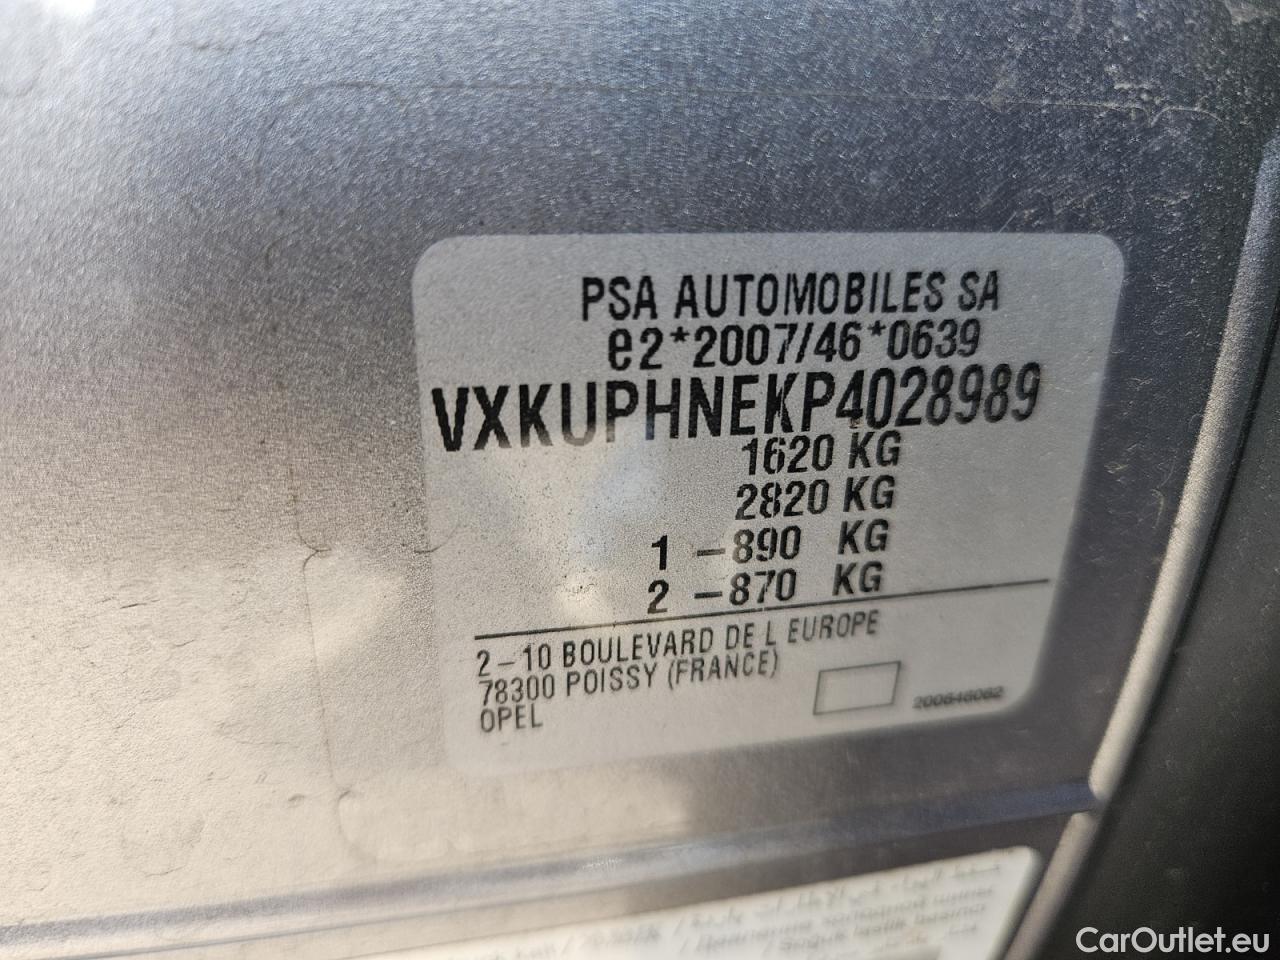 PSA AUTOMOBILES SA
e2*2007/46*0639
VXKUPHNEKP4028989
1620 KG
2820 KG
1 -890 KG
2 -870 KG
2-10 BOULEVARD DE L EUROPE
78300 POISSY (FRANCE)
OPEL
200646062
CarOutlet.eu